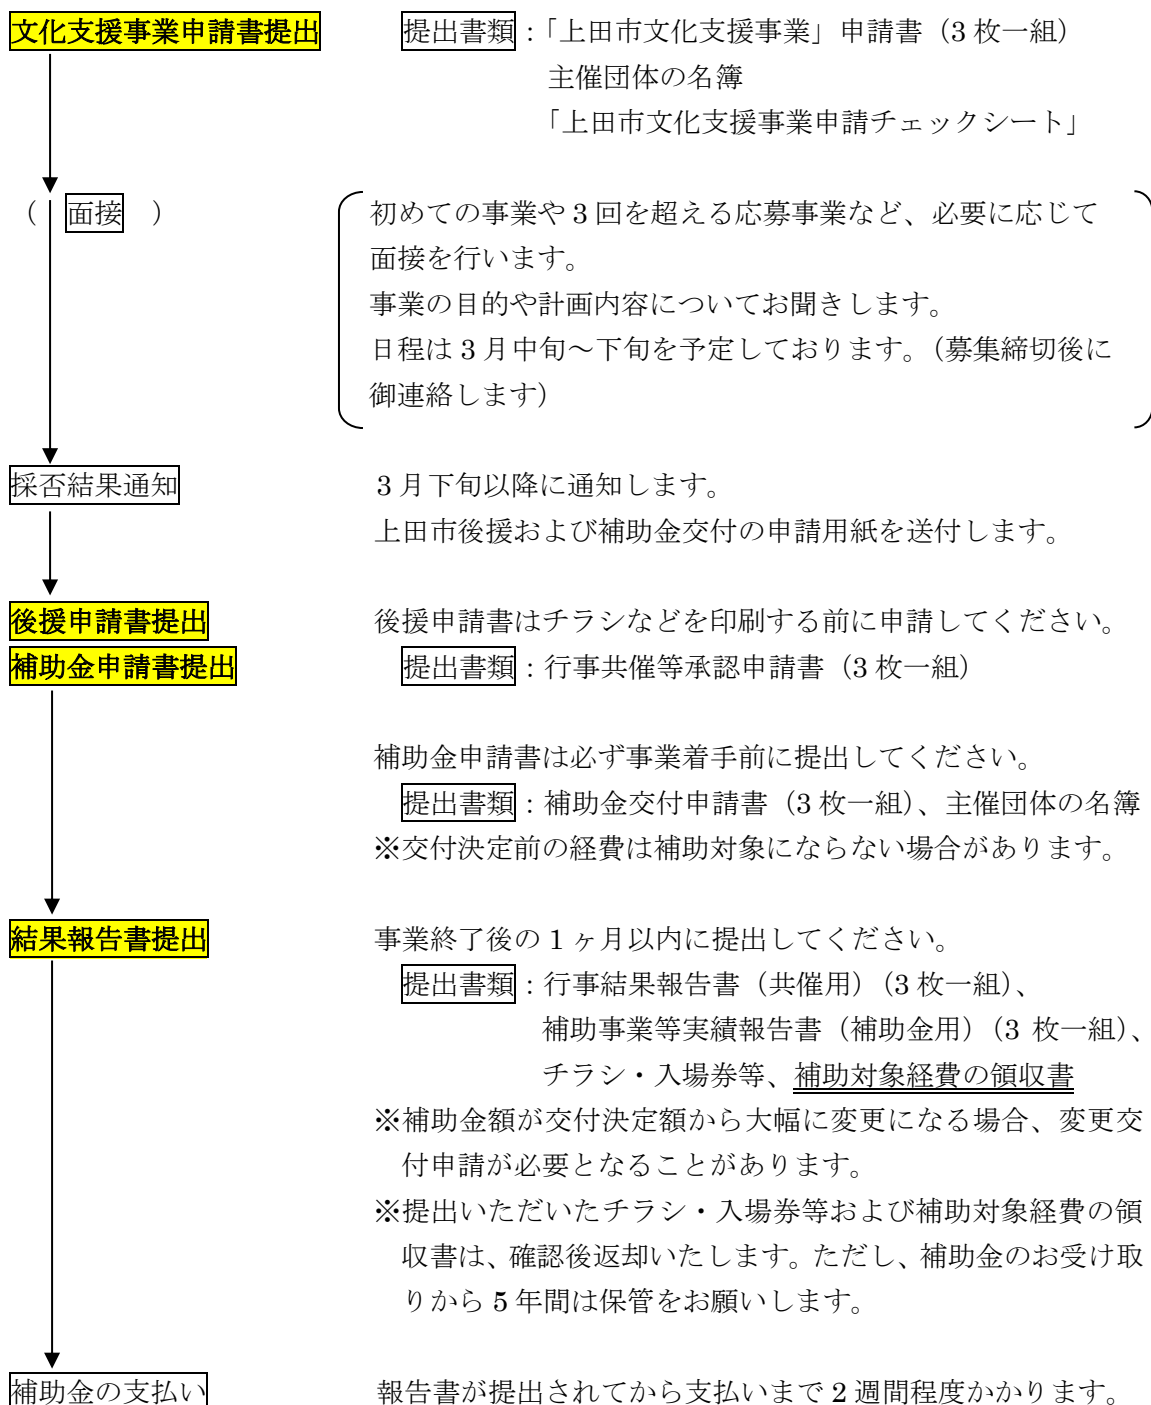 文化支援事業申請書提出　提出書類：「上田市文化支援事業」申請書（3枚一組）
主催団体の名簿
「上田市文化支援事業申請チェックシート」
（　面接　）　初めての事業や3回を超える応募事業など、必要に応じて
面接を行います。
事業の目的や計画内容についてお聞きします。
日程は3月中旬～下旬を予定しております。（募集締切後に
御連絡します）
採否結果通知　3月下旬以降に通知します。
上田市後援および補助金交付の申請用紙を送付します。
後援申請書提出　後援申請書はチラシなどを印刷する前に申請してください。
補助金申請書提出　提出書類：行事共催等承認申請書（3枚一組）
補助金申請書は必ず事業着手前に提出してください。
提出書類：補助金交付申請書（3枚一組）、主催団体の名簿
※交付決定前の経費は補助対象にならない場合があります。
結果報告書提出　事業終了後の1ヶ月以内に提出してください。
提出書類：行事結果報告書（共催用）（3枚一組）、
補助事業等実績報告書（補助金用）（3 枚一組）、
チラシ・入場券等、補助対象経費の領収書
※補助金額が交付決定額から大幅に変更になる場合、変更交
付申請が必要となることがあります。
※提出いただいたチラシ・入場券等および補助対象経費の領
収書は、確認後返却いたします。ただし、補助金のお受け取
りから5年間は保管をお願いします。
補助金の支払い　報告書が提出されてから支払いまで2週間程度かかります。